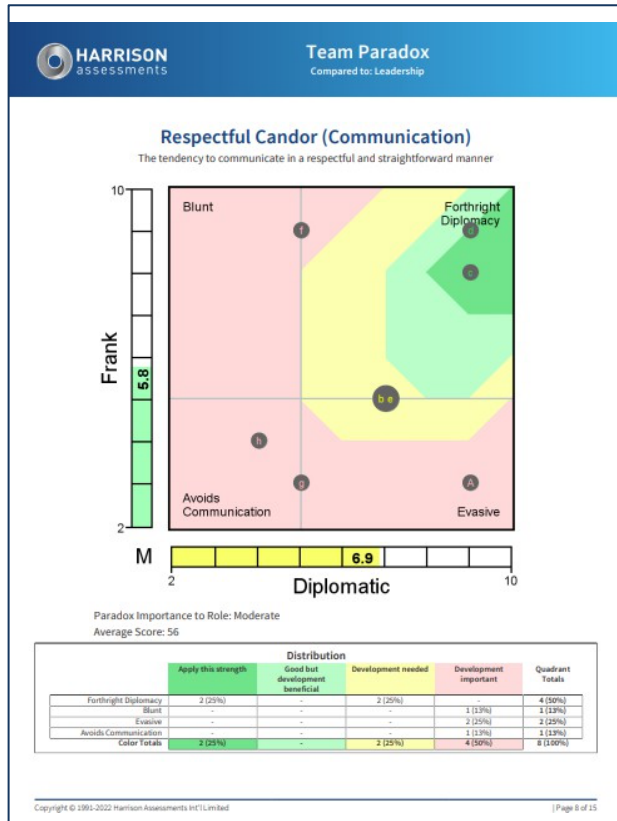 HARRISON
assessments
Team Paradox
Compared to: Leadership
Respectful Candor (Communication)
The tendency to communicate in a respectful and straightforward manner
10
Blunt
Forthright
Diplomacy
f
d
c
Frank
5.8
b e
h
g
A
Avoids
Communication
Evasive
2
M
6.9
2
10
Diplomatic
Paradox Importance to Role: Moderate
Average Score: 56
Distribution
Apply this strength Good but development beneficial Development needed Development important Quadrant Totals
Forthright Diplomacy 2 (25%) - 2 (25%) - 4 (50%)
Blunt - - - 1 (13%) 1 (13%)
Evasive - - - 2 (25%) 2 (25%)
Avoids Communication - - - 1 (13%) 1 (13%)
Color Totals 2 (25%) - 2 (25%) 4 (50%) 8 (100%)
Copyright © 1991-2022 Harrison Assessments Int'l Limited
| Page 8 of 15